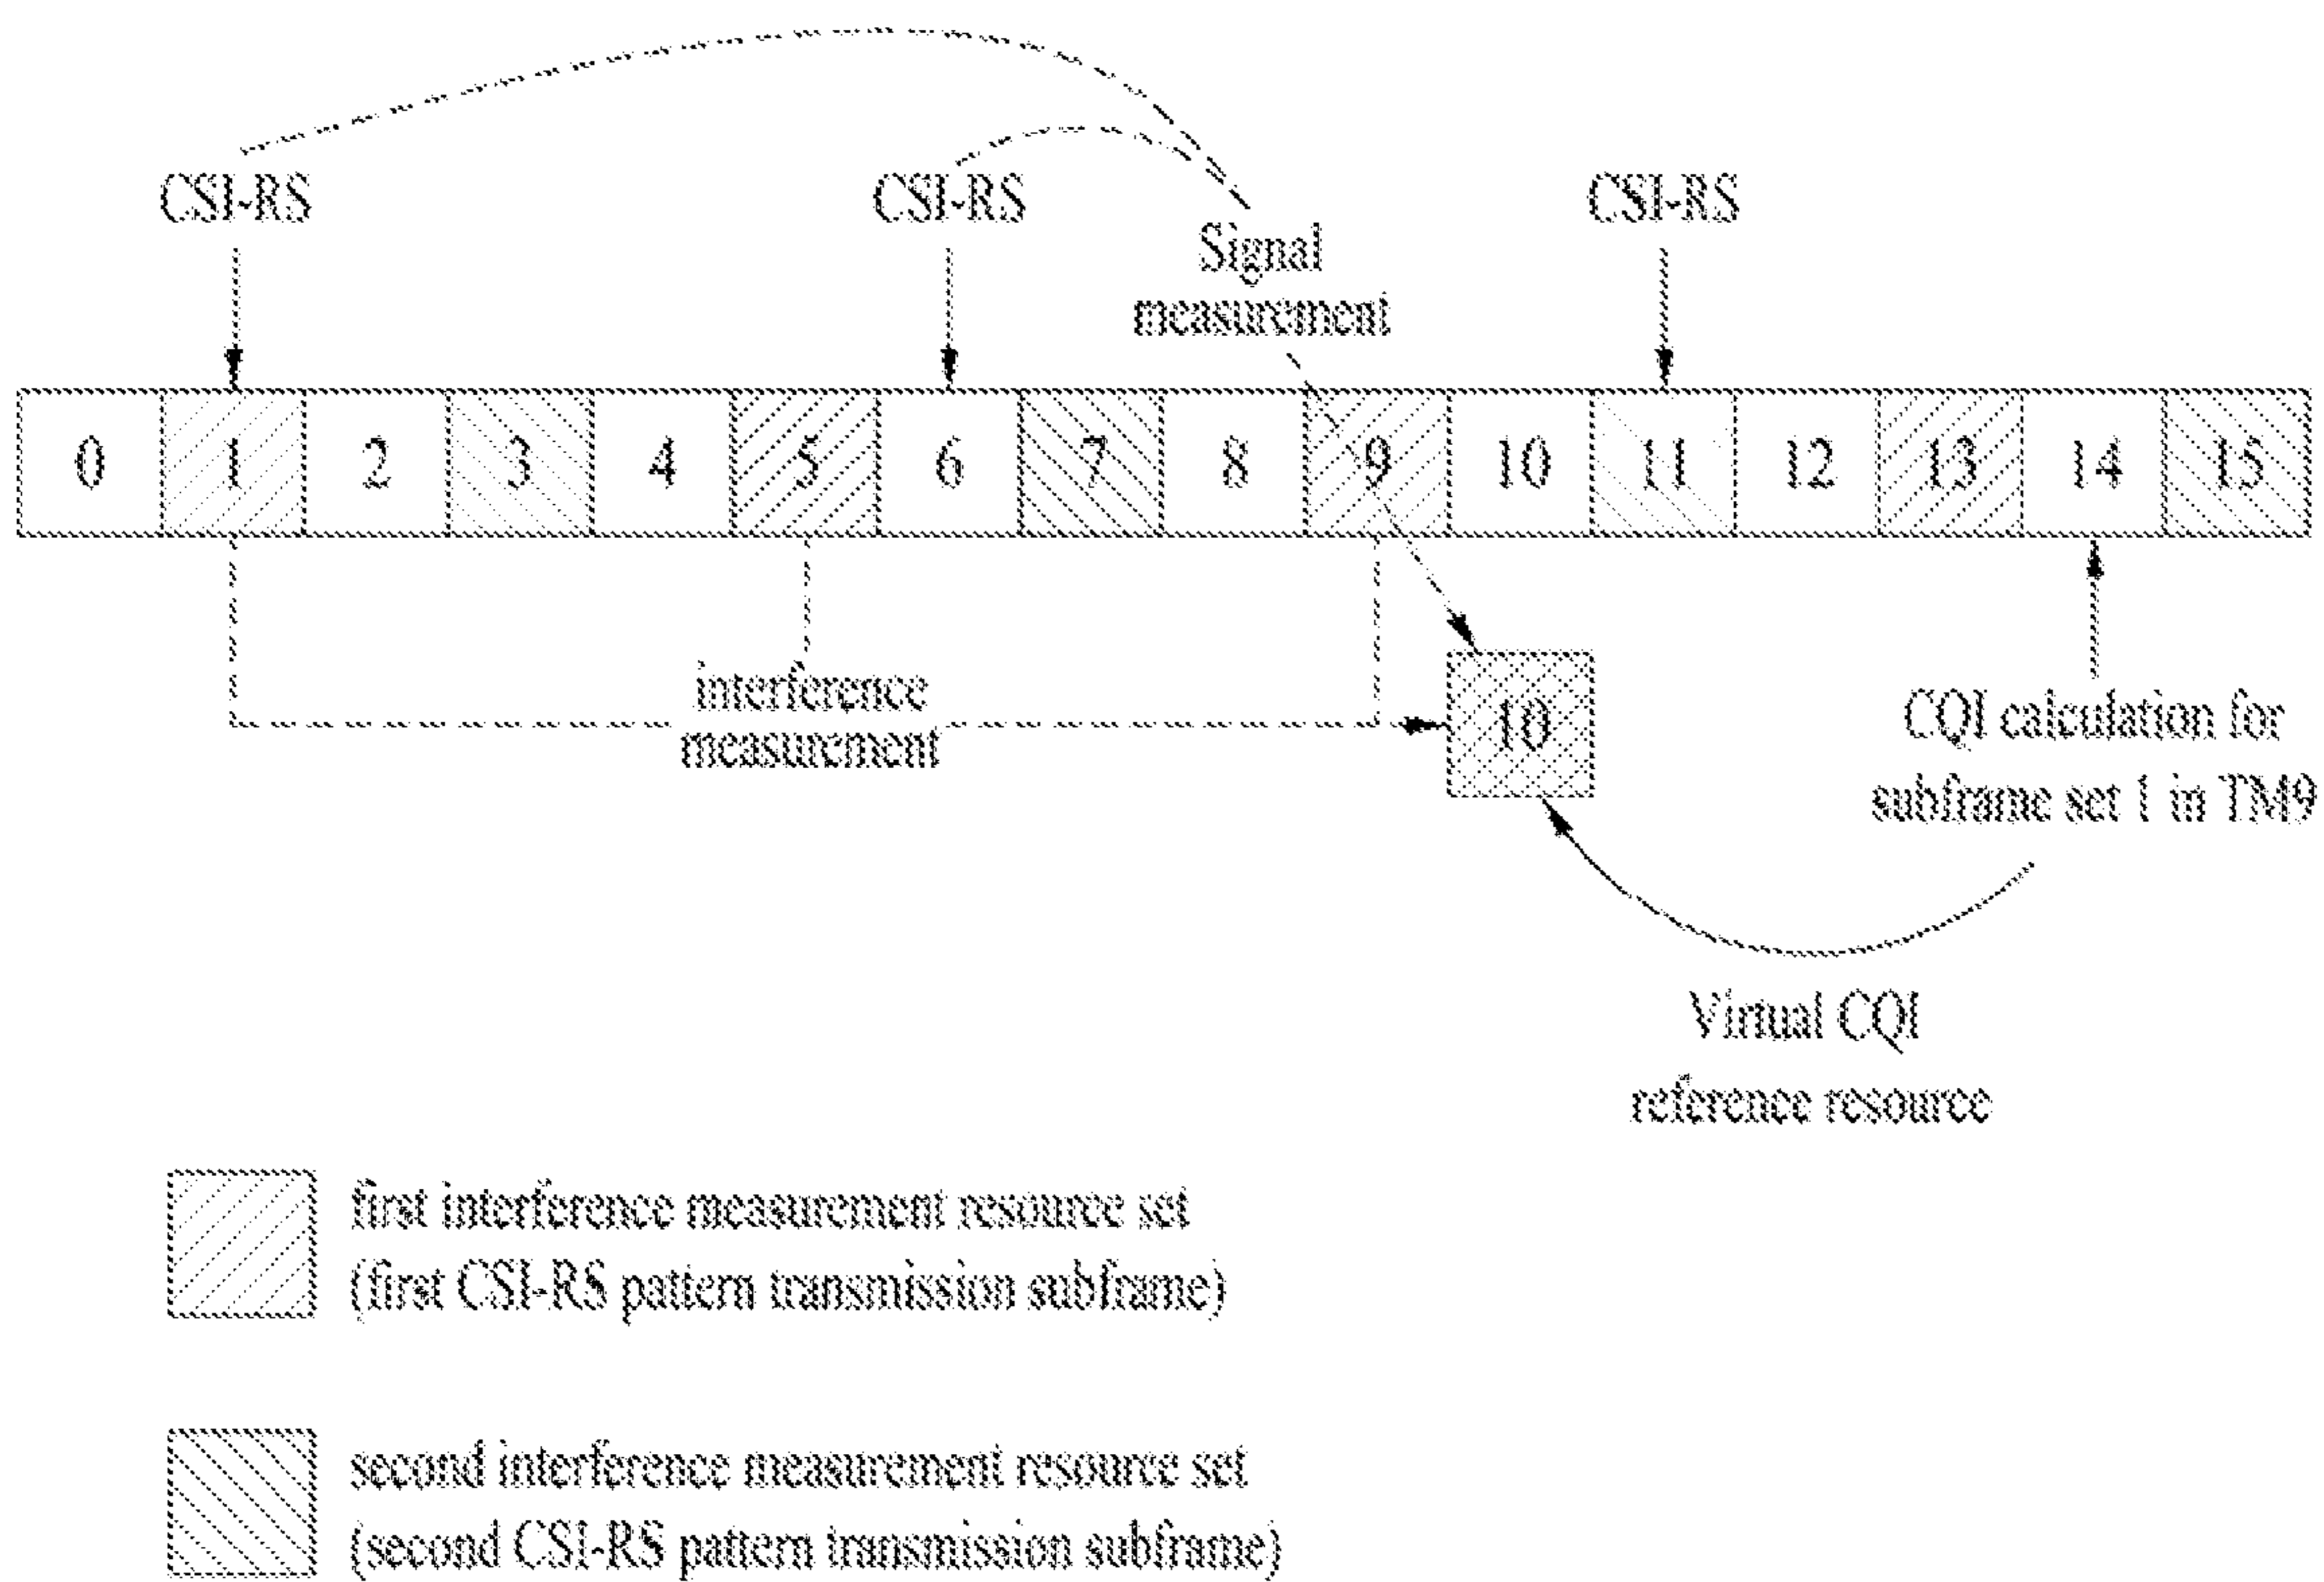 CSI-RS
CSI-RS
CSI-RS
Signal
measurement
0 1 2 3 4 5 6 7 8 9 10 11 12 13 14 15
interference
measurement
10
CQI calculation for
subframe set 1 in TM9
Virtual CQI
reference resource
first interference measurement resource set
(first CSI-RS pattern transmission subframe)
second interference measurement resource set
(second CSI-RS pattern transmission subframe)